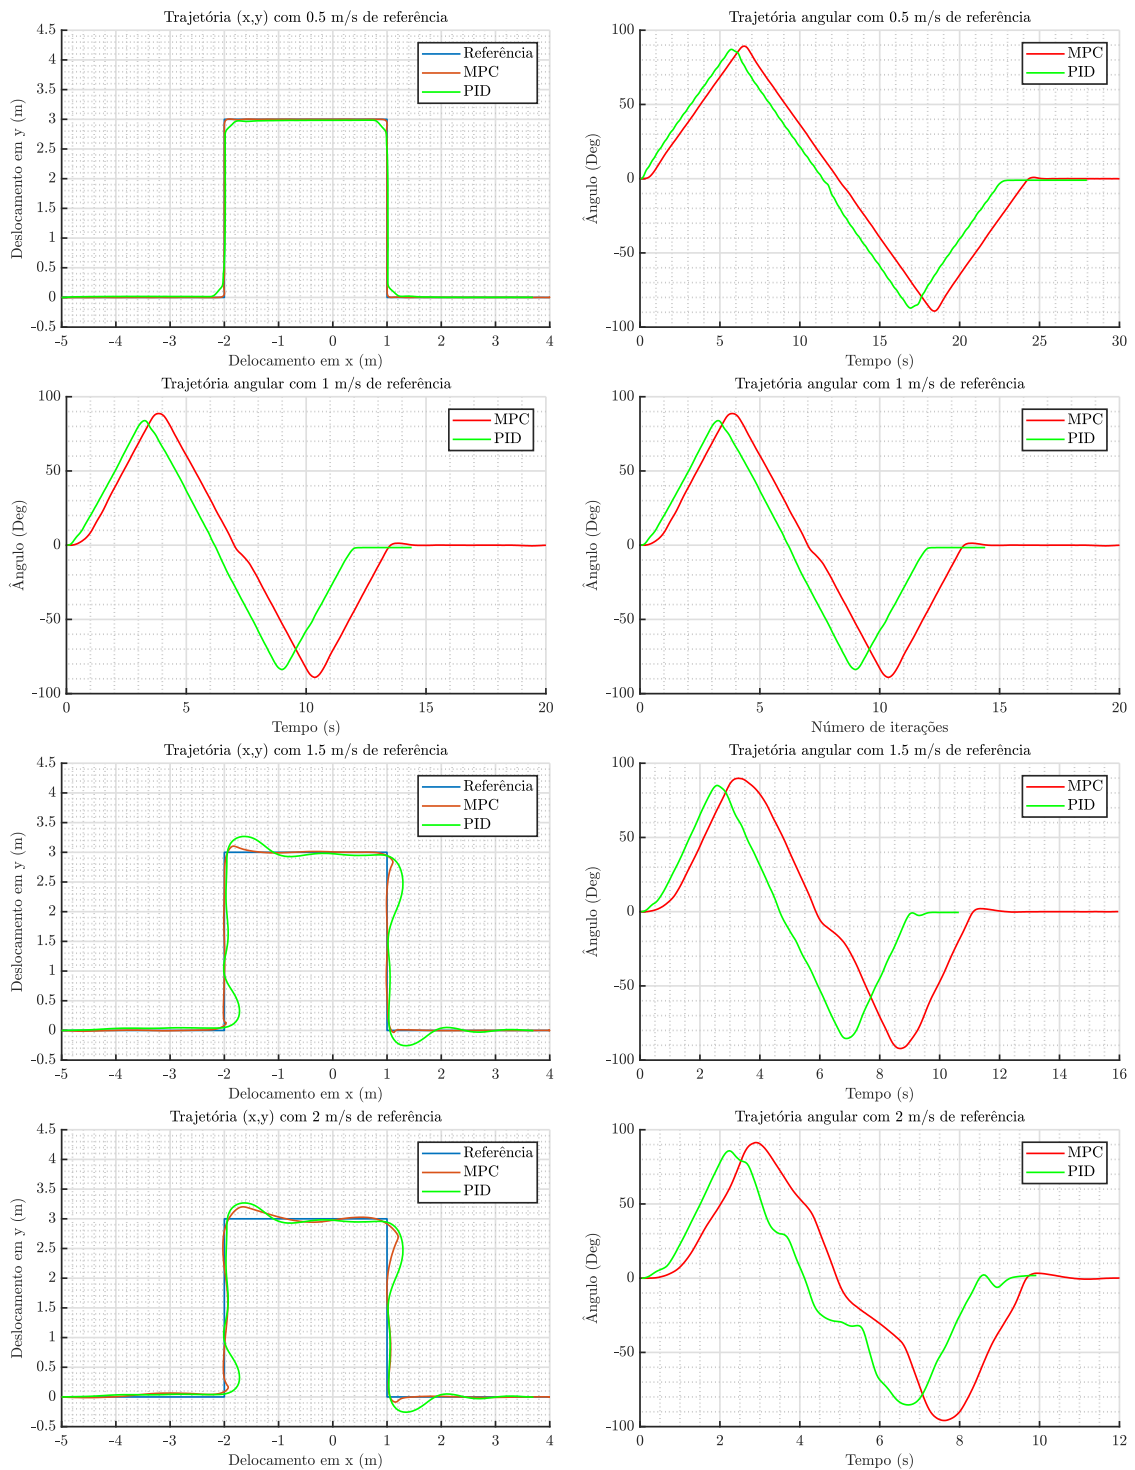 Trajetória (x,y) com 0.5 m/s de referência
4.5
4
3.5
3
2.5
2
1.5
1
0.5
0
-0.5
Deslocamento em y (m)
Referência
MPC
PID
-5 -4 -3 -2 -1 0 1 2 3 4
Delocamento em x (m)
Trajetória angular com 0.5 m/s de referência
100
50
0
-50
-100
Ângulo (Deg)
MPC
PID
0 5 10 15 20 25 30
Tempo (s)
Trajetória angular com 1 m/s de referência
100
50
0
-50
-100
Ângulo (Deg)
MPC
PID
0 5 10 15 20
Tempo (s)
Trajetória angular com 1 m/s de referência
100
50
0
-50
-100
Ângulo (Deg)
MPC
PID
0 5 10 15 20
Número de iterações
Trajetória (x,y) com 1.5 m/s de referência
4.5
4
3.5
3
2.5
2
1.5
1
0.5
0
-0.5
Deslocamento em y (m)
Referência
MPC
PID
-5 -4 -3 -2 -1 0 1 2 3 4
Delocamento em x (m)
Trajetória angular com 1.5 m/s de referência
100
50
0
-50
-100
Ângulo (Deg)
MPC
PID
0 2 4 6 8 10 12 14 16
Tempo (s)
Trajetória (x,y) com 2 m/s de referência
4.5
4
3.5
3
2.5
2
1.5
1
0.5
0
-0.5
Deslocamento em y (m)
Referência
MPC
PID
-5 -4 -3 -2 -1 0 1 2 3 4
Delocamento em x (m)
Trajetória angular com 2 m/s de referência
100
50
0
-50
-100
Ângulo (Deg)
MPC
PID
0 2 4 6 8 10 12
Tempo (s)